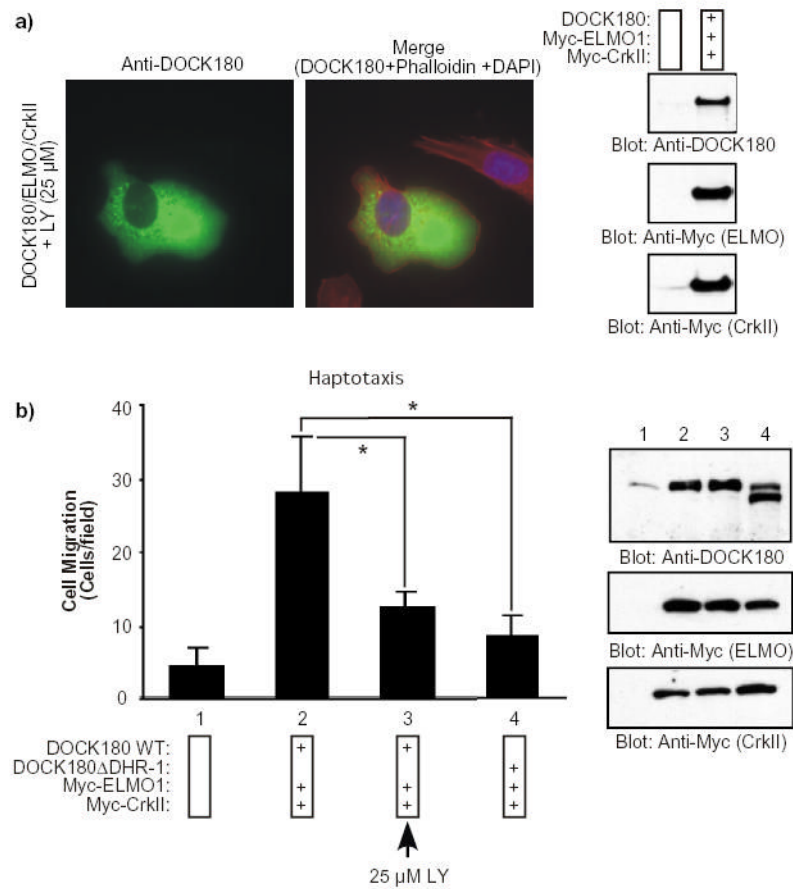 a)
Anti-DOCK180
Merge
(DOCK180+Phalloidin +DAPI)
DOCK180/ELMO/CrkII
+ LY (25 µM)
DOCK180: +
Myc-ELMO1: +
Myc-CrkII: +
Blot: Anti-DOCK180
Blot: Anti-Myc (ELMO)
Blot: Anti-Myc (CrkII)
b)
Haptotaxis
Cell Migration
(Cells/field)
40
30
20
10
0
*
*
1 2 3 4
DOCK180 WT: + +
DOCK180ΔDHR-1: +
Myc-ELMO1: + + +
Myc-CrkII: + + +
25 µM LY
1 2 3 4
Blot: Anti-DOCK180
Blot: Anti-Myc (ELMO)
Blot: Anti-Myc (CrkII)